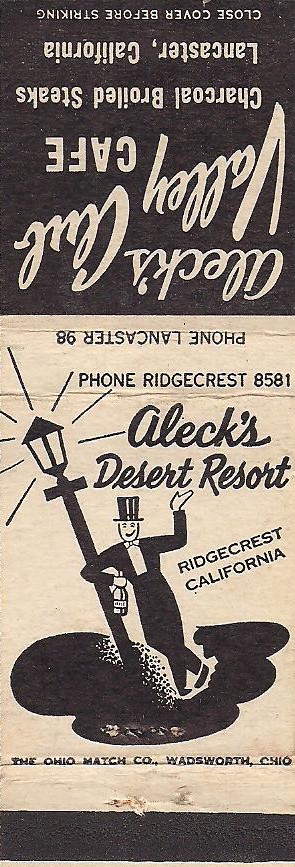 Aleck's Club
Valley CAFE
Charcoal Broiled Steaks
Lancaster, California
CLOSE COVER BEFORE STRIKING
PHONE LANCASTER 98
PHONE RIDGECREST 8581
Aleck's
Desert Resort
RIDGECREST
CALIFORNIA
THE OHIO MATCH CO., WADSWORTH, OHIO